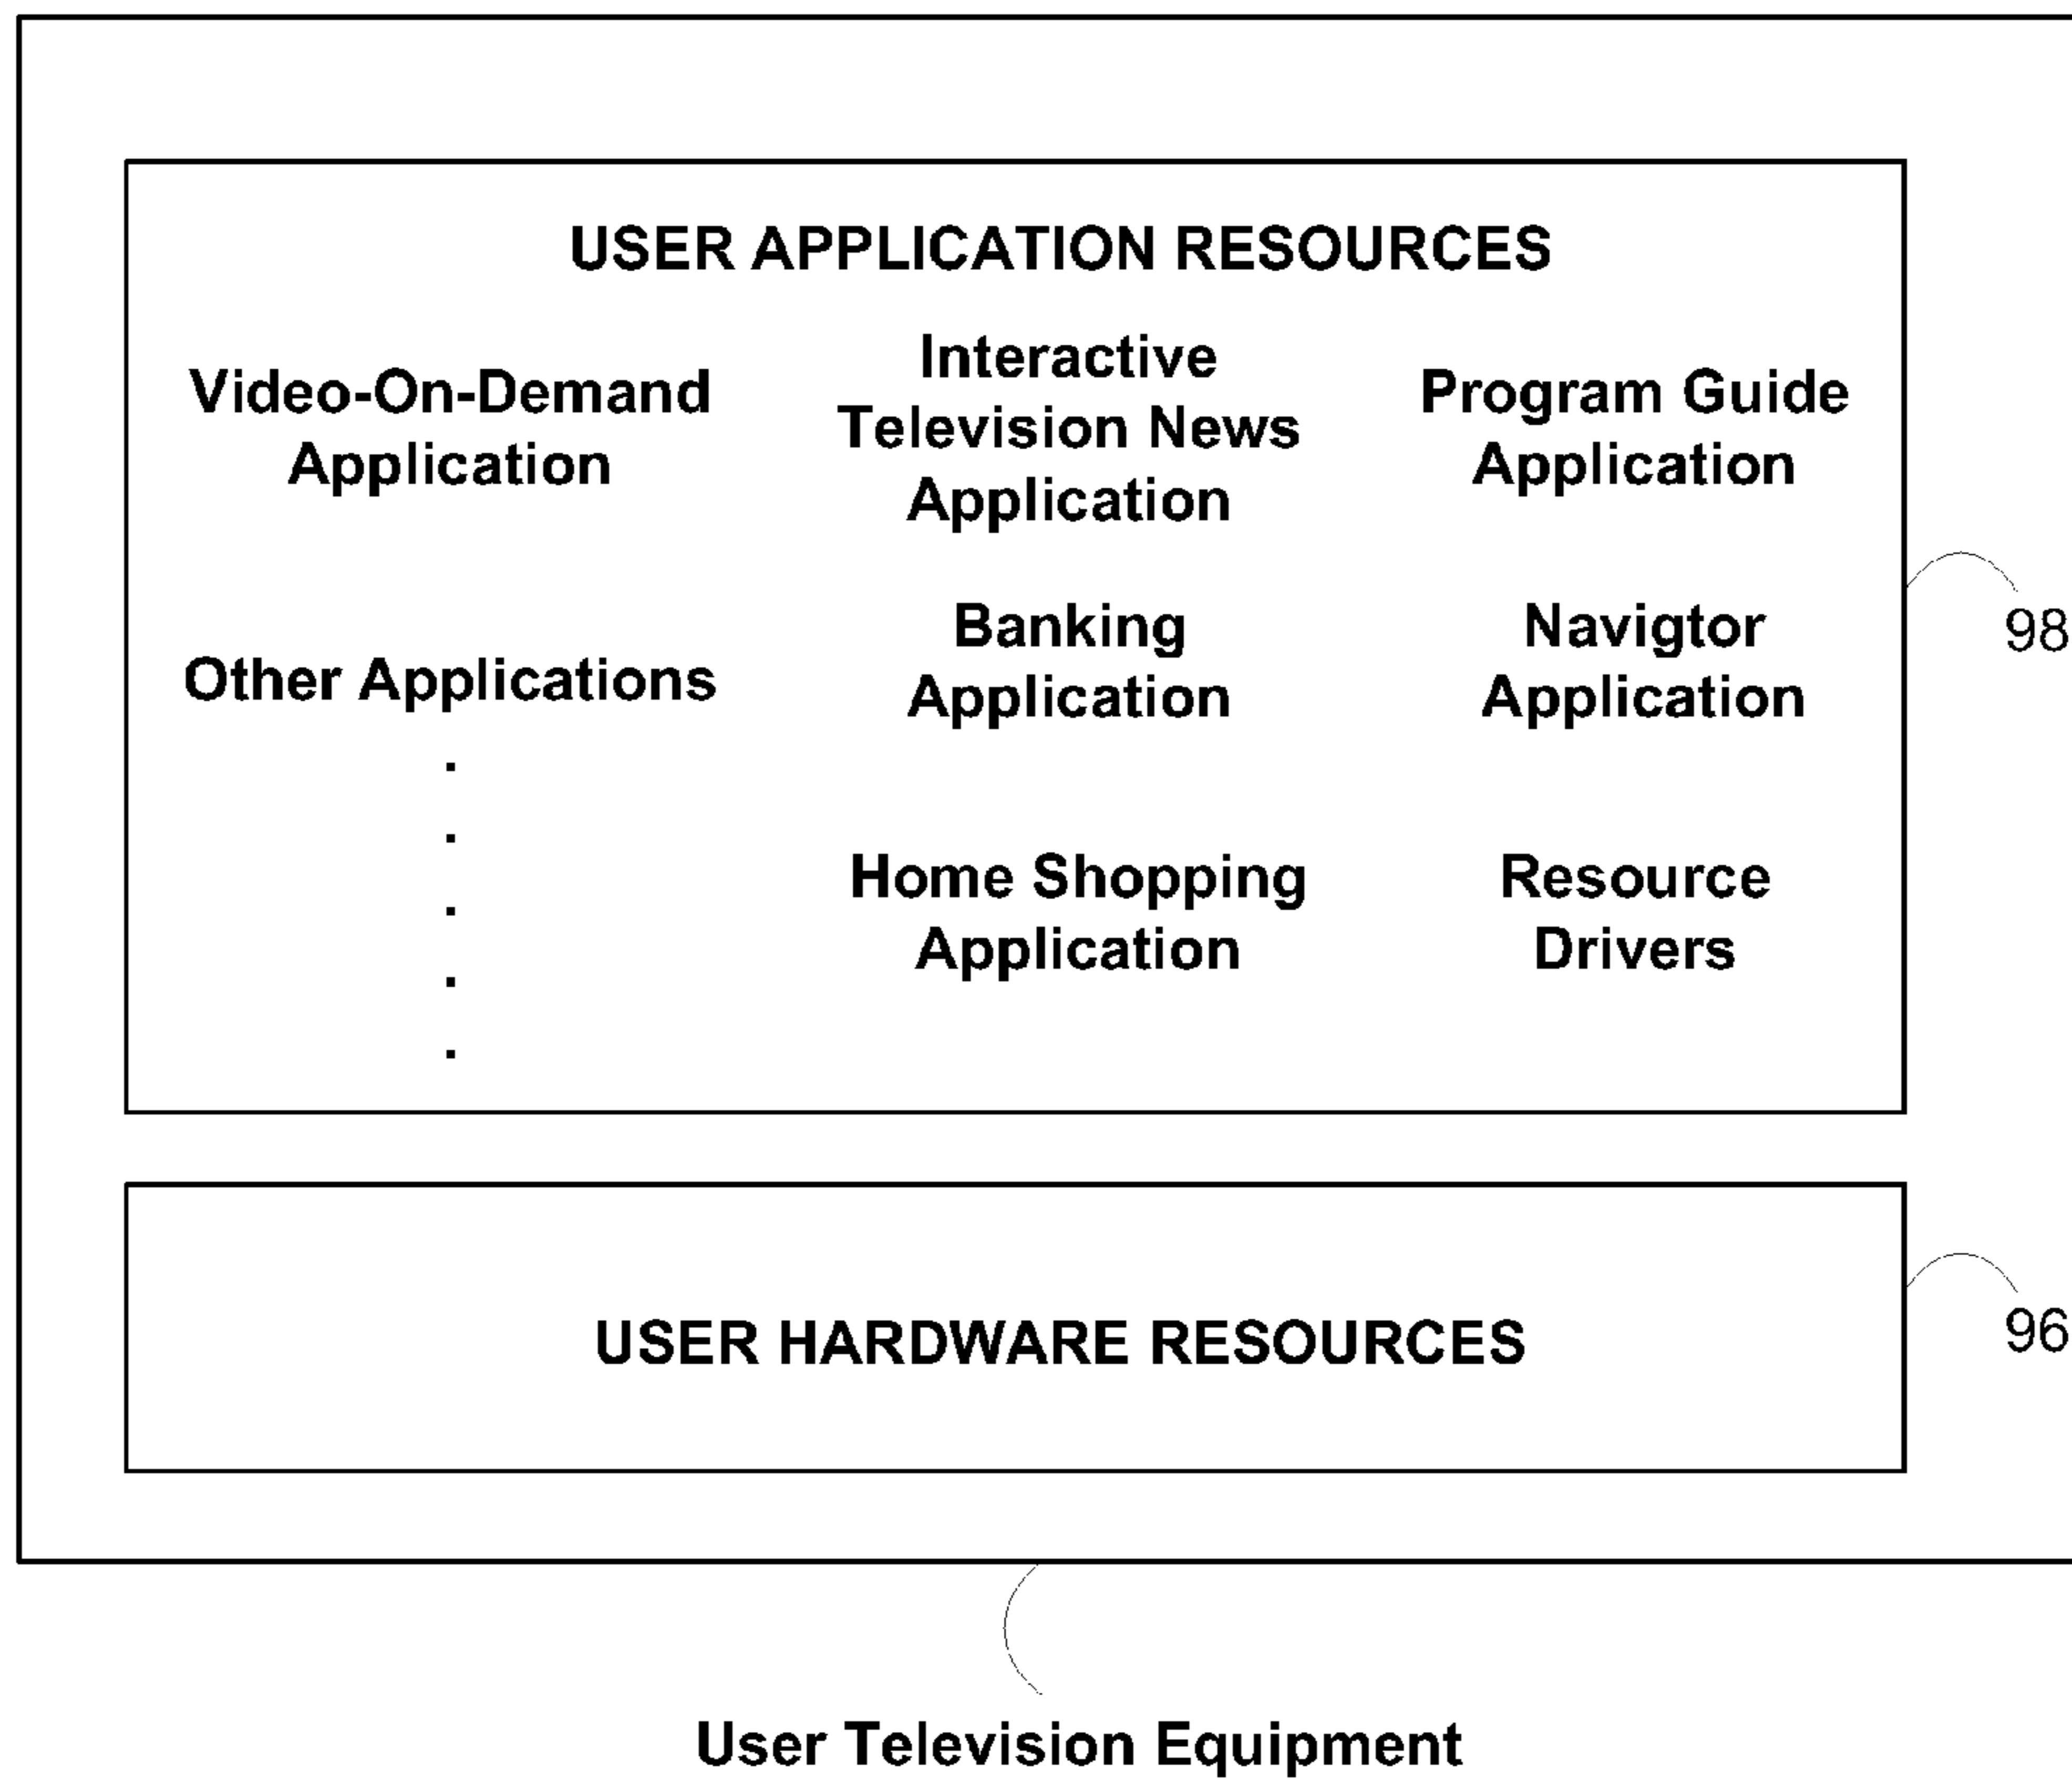 USER APPLICATION RESOURCES
Video-On-Demand
Application
Interactive
Television News
Application
Program Guide
Application
Other Applications
.
.
.
.
.
Banking
Application
Navigtor
Application
98
Home Shopping
Application
Resource
Drivers
USER HARDWARE RESOURCES
96
User Television Equipment